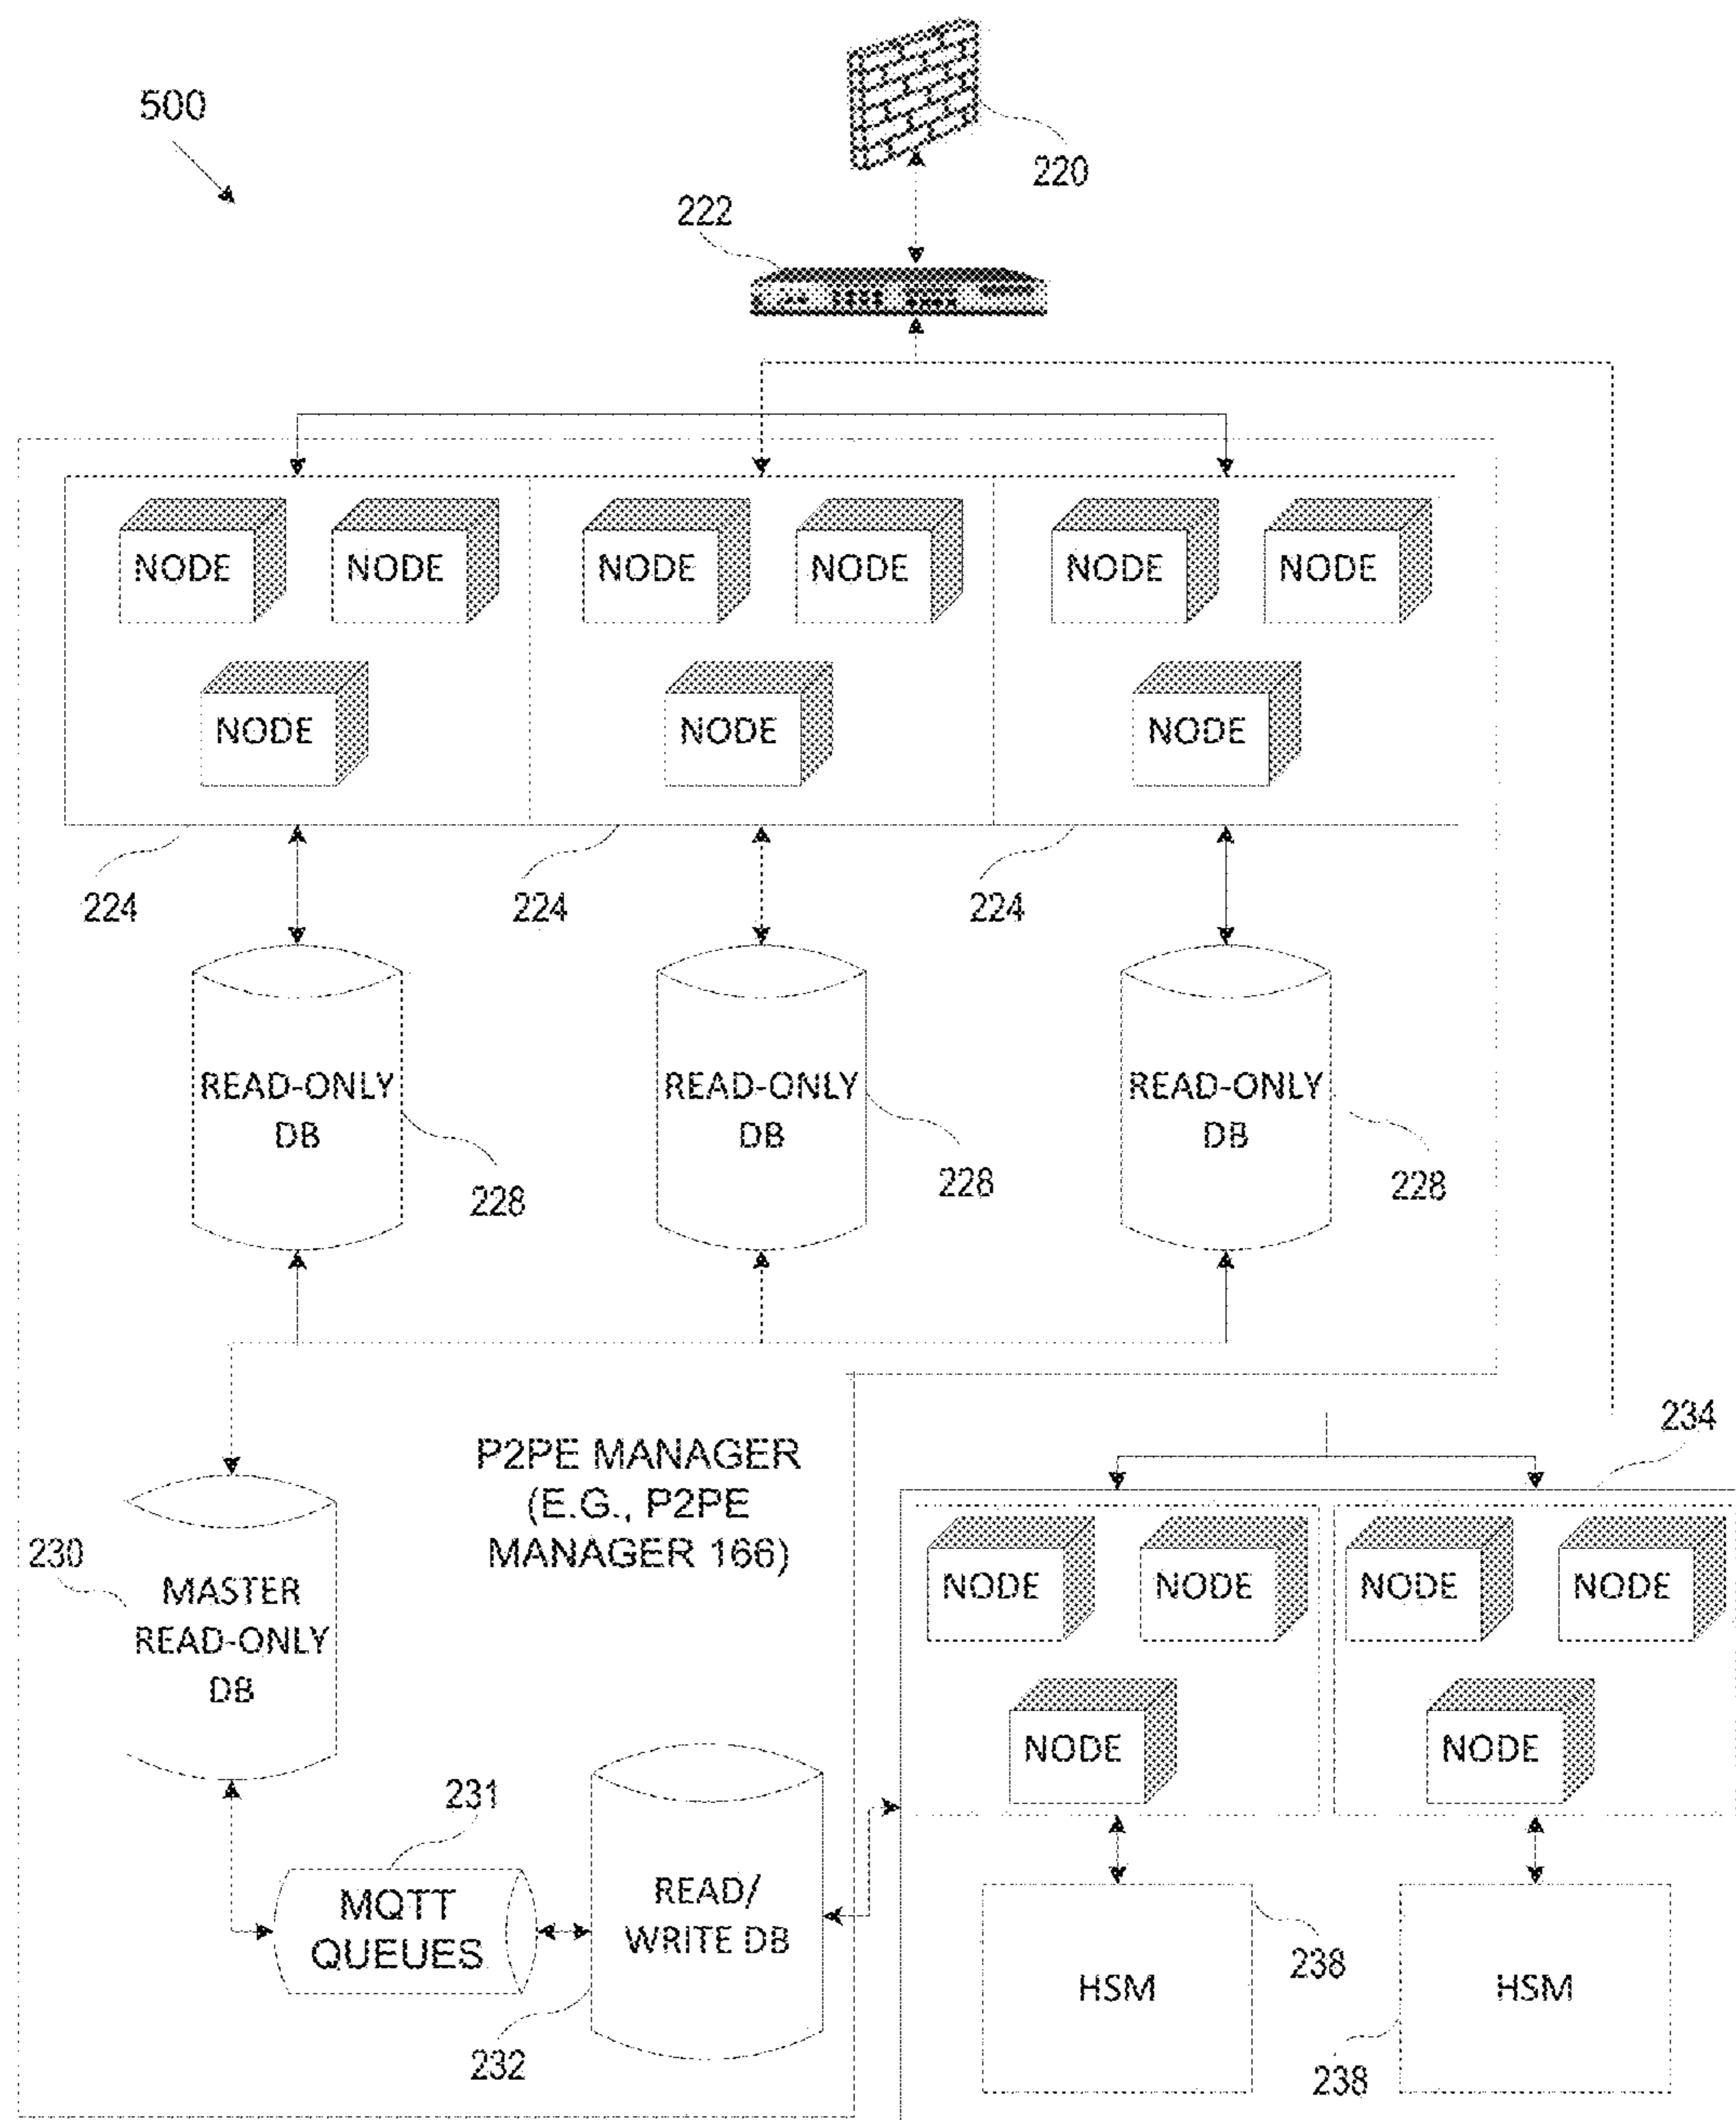 500
220
222
NODE NODE NODE NODE NODE NODE
NODE NODE NODE
224 224 224
READ-ONLY
DB
228
READ-ONLY
DB
228
READ-ONLY
DB
228
P2PE MANAGER
(E.G., P2PE
MANAGER 166)
234
230
MASTER
READ-ONLY
DB
NODE NODE NODE NODE
NODE NODE
231
MQTT
QUEUES
READ/
WRITE DB
232
HSM
238
HSM
238